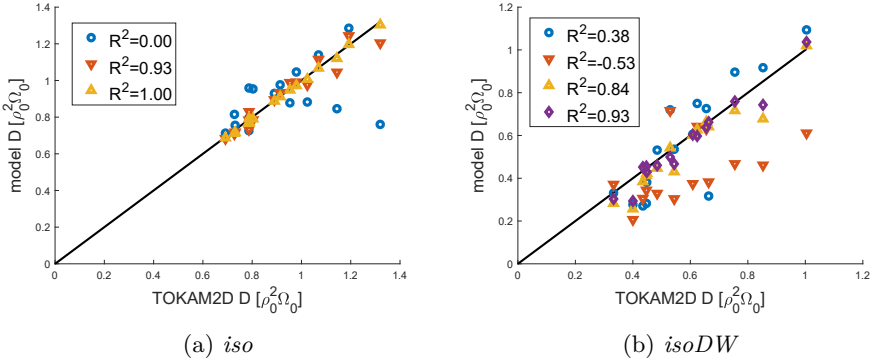 R²=0.00
R²=0.93
R²=1.00
model D [ρ₀²Ω₀]
1.4
1.2
1
0.8
0.6
0.4
0.2
0
0 0.2 0.4 0.6 0.8 1 1.2 1.4
TOKAM2D D [ρ₀²Ω₀]
(a) iso
R²=0.38
R²=-0.53
R²=0.84
R²=0.93
model D [ρ₀²Ω₀]
1.2
1
0.8
0.6
0.4
0.2
0
0 0.2 0.4 0.6 0.8 1 1.2
TOKAM2D D [ρ₀²Ω₀]
(b) isoDW